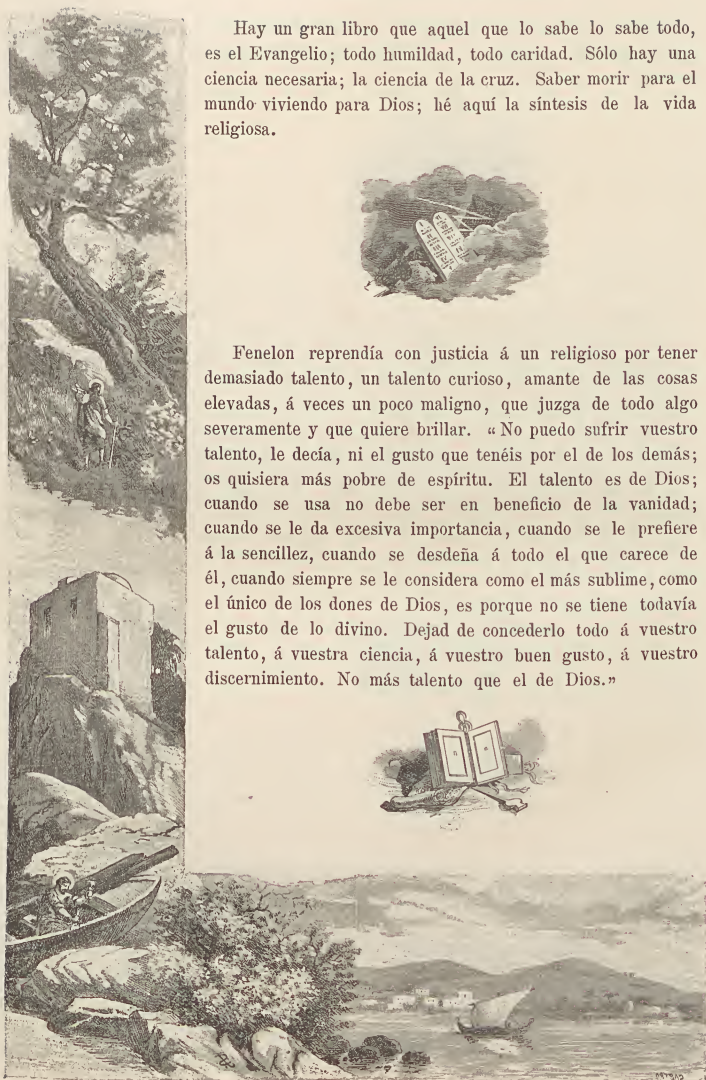 Hay un gran libro que aquel que lo sabe lo sabe todo,
es el Evangelio; todo humildad, todo caridad. Sólo hay una
ciencia necesaria; la ciencia de la cruz. Saber morir para el
mundo viviendo para Dios; hé aquí la síntesis de la vida
religiosa.
Fenelon reprendía con justicia á un religioso por tener
demasiado talento, un talento curioso, amante de las cosas
elevadas, á veces un poco maligno, que juzga de todo algo
severamente y que quiere brillar. «No puedo sufrir vuestro
talento, le decía, ni el gusto que tenéis por el de los demás;
os quisiera más pobre de espíritu. El talento es de Dios;
cuando se usa no debe ser en beneficio de la vanidad;
cuando se le da excesiva importancia, cuando se le prefiere
á la sencillez, cuando se desdeña á todo el que carece de
él, cuando siempre se le considera como el más sublime, como
el único de los dones de Dios, es porque no se tiene todavía
el gusto de lo divino. Dejad de concederlo todo á vuestro
talento, á vuestra ciencia, á vuestro buen gusto, á vuestro
discernimiento. No más talento que el de Dios.»